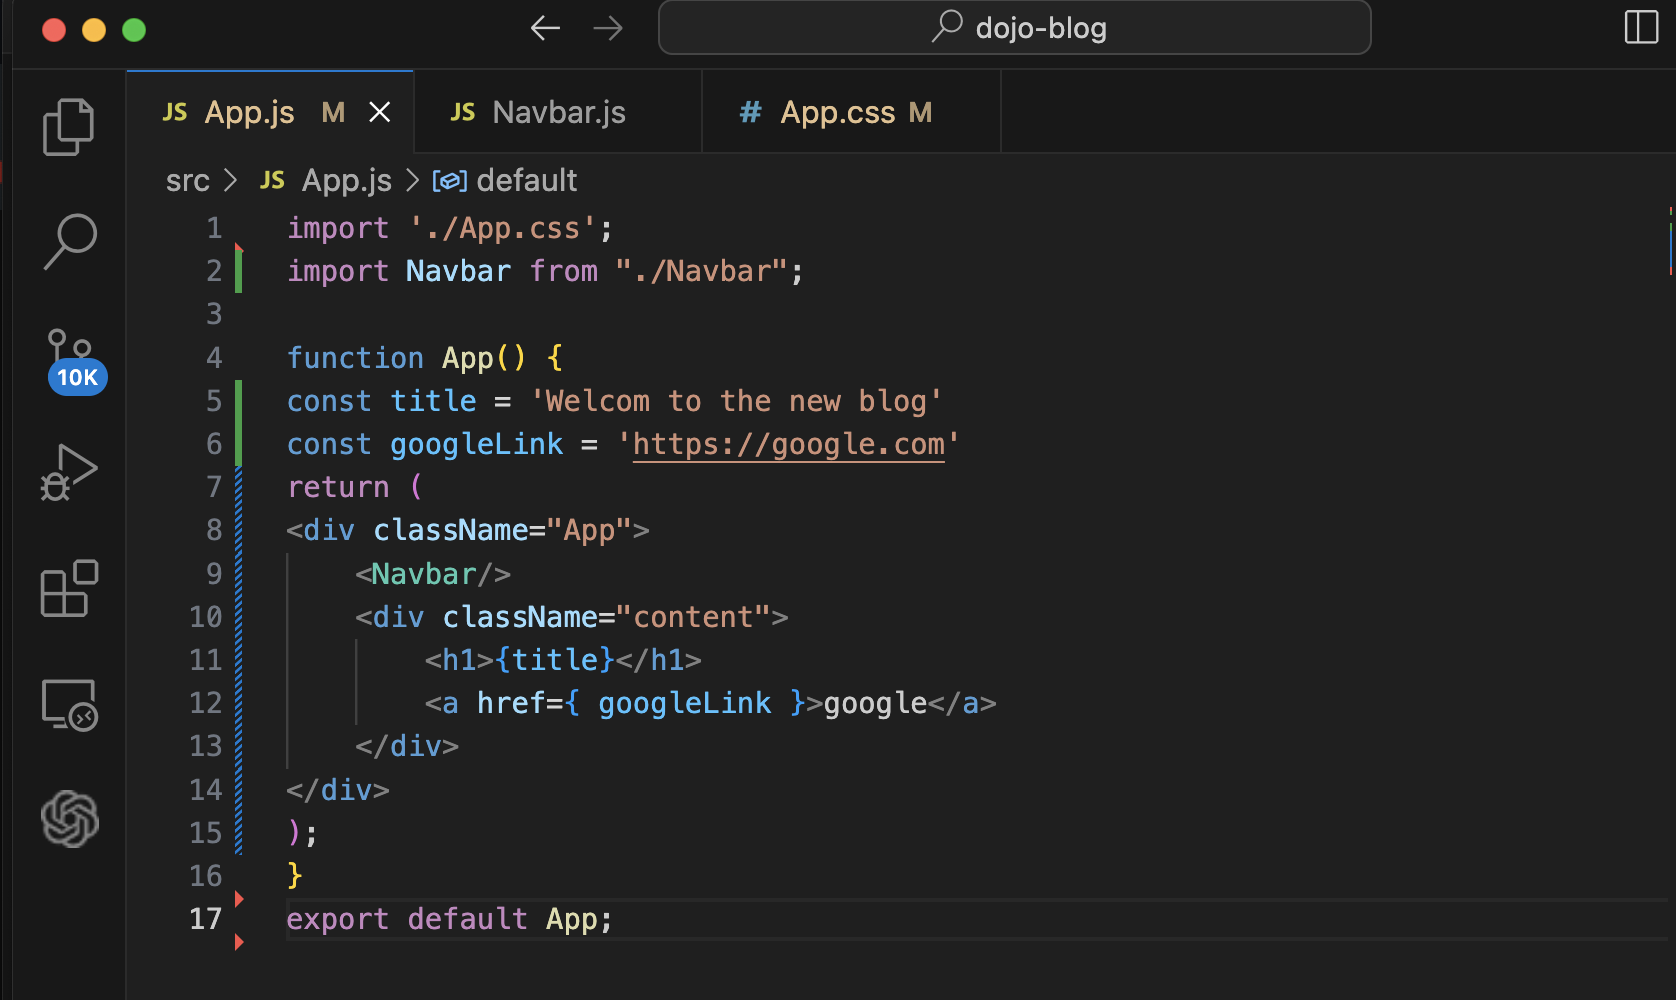 dojo-blog
JS App.js M
JS Navbar.js
# App.css M
src > JS App.js > default
10K
1 import './App.css';
2 import Navbar from "./Navbar";
3
4 function App() {
5 const title = 'Welcom to the new blog'
6 const googleLink = 'https://google.com'
7 return (
8 <div className="App">
9     <Navbar/>
10     <div className="content">
11         <h1>{title}</h1>
12         <a href={ googleLink }>google</a>
13     </div>
14 </div>
15 );
16 }
17 export default App;